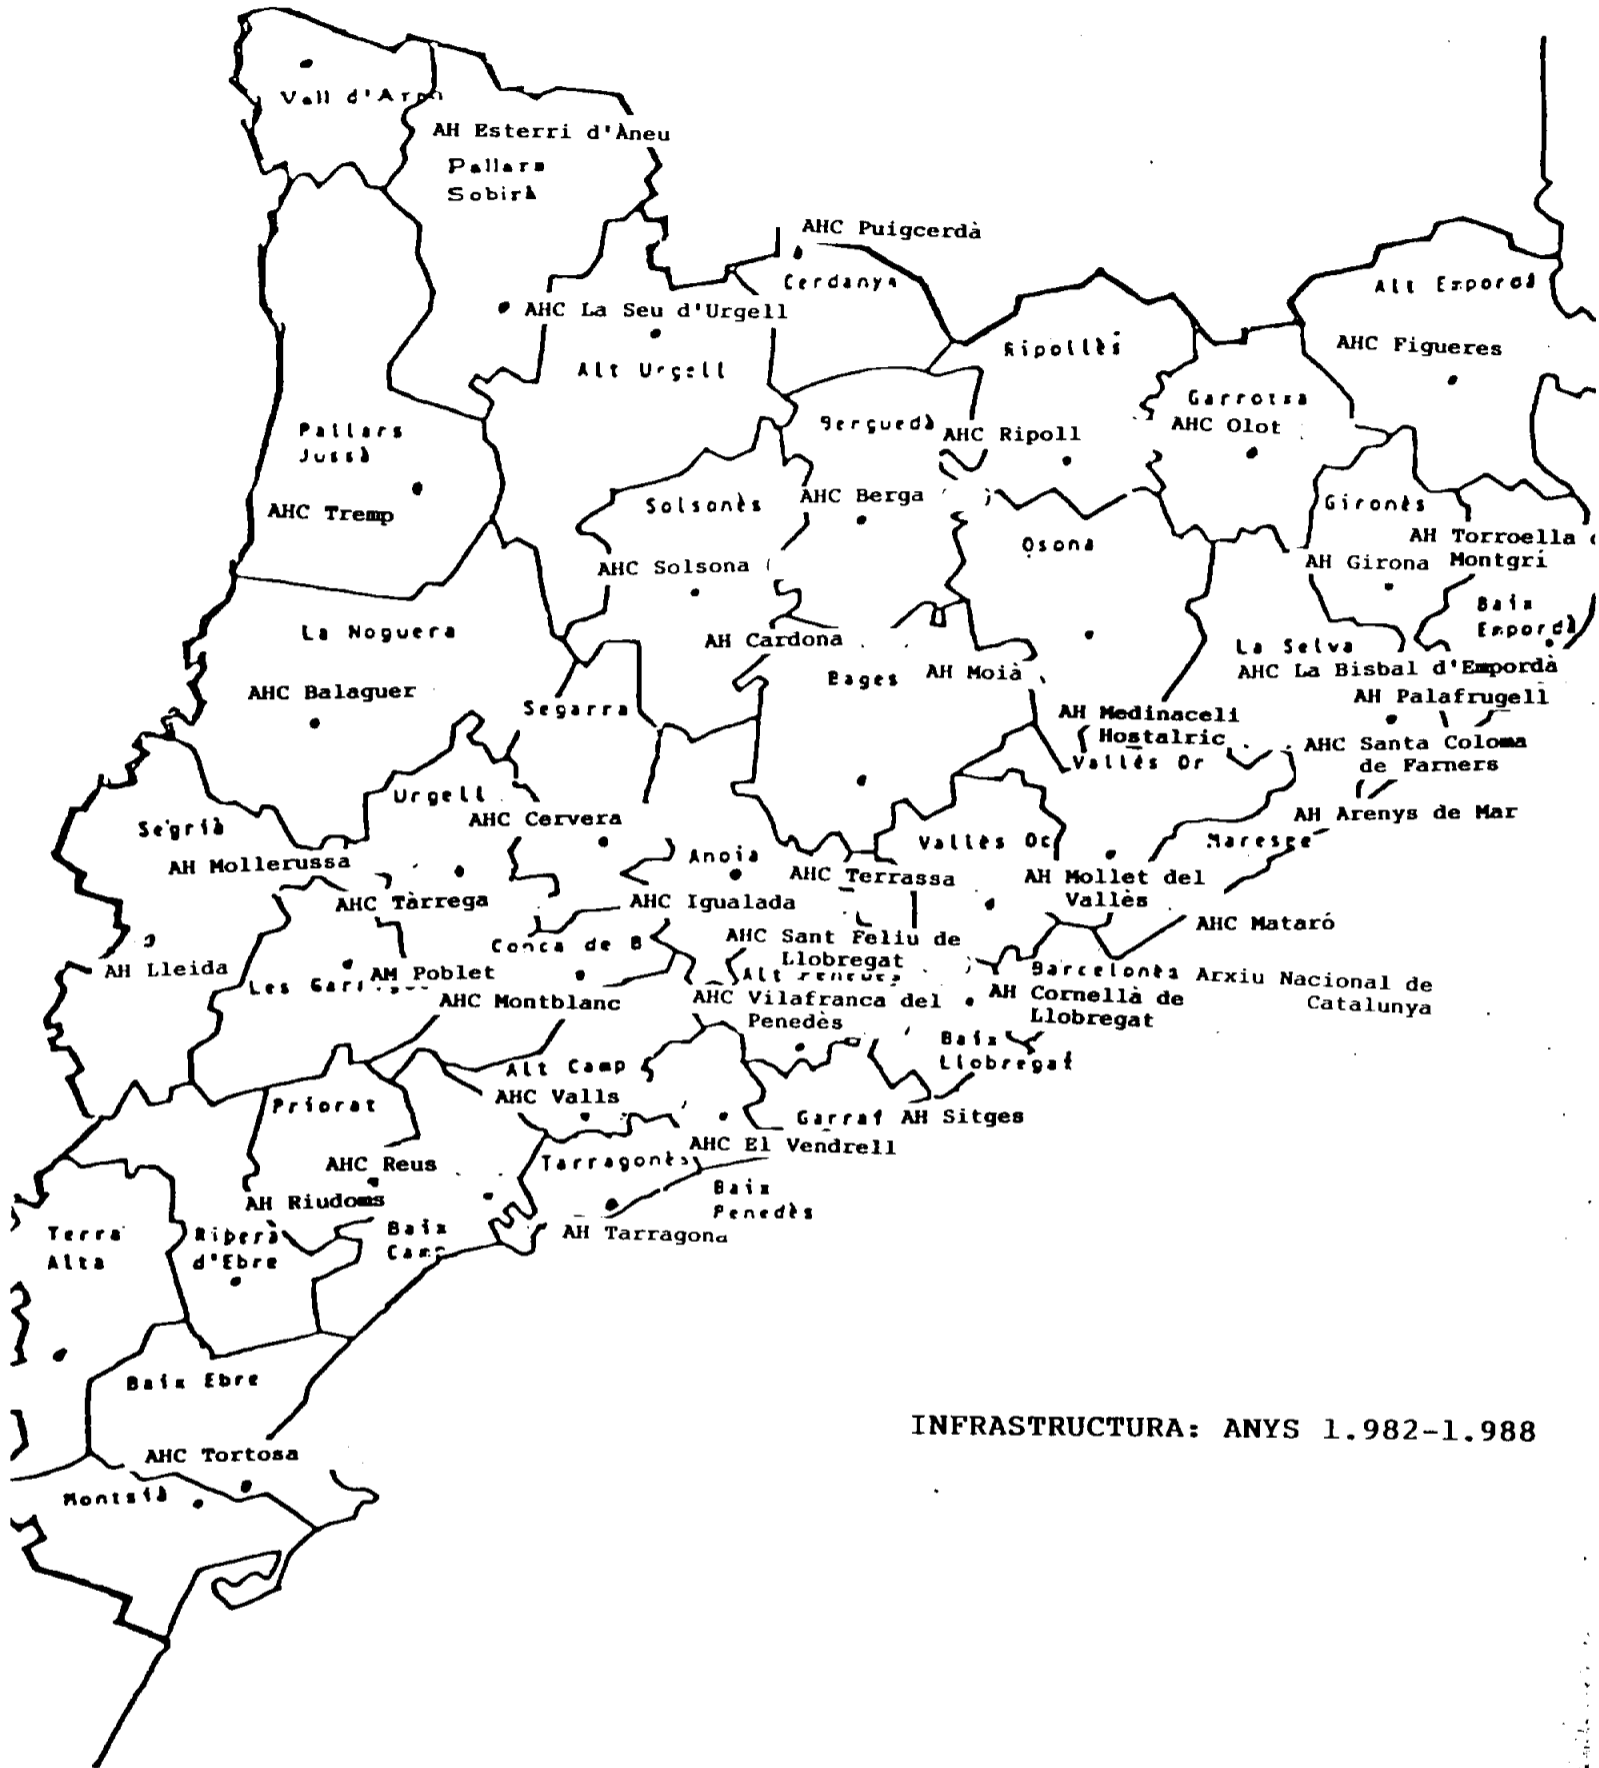 Vall d'Aran
AH Esterri d'Àneu
Pallars
Sobirà
AHC Puigcerdà
Cerdanya
Alt Empordà
AHC La Seu d'Urgell
Ripollès
AHC Figueres
Alt Urgell
Garrotxa
AHC Olot
Berguedà
AHC Ripoll
Pallars
Jussà
AHC Tremp
Solsonès
AHC Berga
Gironès
Osona
AH Torroella
Montgrí
AHC Solsona
AH Girona
Baix
Empordà
La Noguera
AH Cardona
La Selva
AHC La Bisbal d'Empordà
Bages
AH Moià
AHC Balaguer
Segarra
AH Palafrugell
AH Medinaceli
Hostalric
AHC Santa Coloma
de Farners
Vallès Or
Urgell
Segrià
AHC Cervera
AH Arenys de Mar
Vallès Oc
Maresme
AH Mollerussa
Anoia
AHC Terrassa
AH Mollet del
Vallès
AHC Tàrrega
AHC Igualada
AHC Mataró
Conca de B
AHC Sant Feliu de
Llobregat
AH Lleida
Les Garri
AM Poblet
Alt
Barcelonès
Arxiu Nacional de
Catalunya
AHC Montblanc
AHC Vilafranca del
Penedès
AH Cornellà de
Llobregat
Baix
Llobregat
Alt Camp
Priorat
AHC Valls
Garraf
AH Sitges
AHC El Vendrell
AHC Reus
Tarragonès
AH Riudoms
Baix
Penedès
Terra
Alta
Ribera
d'Ebre
Baix
Camp
AH Tarragona
Baix Ebre
INFRASTRUCTURA: ANYS 1.982-1.988
AHC Tortosa
Montsià